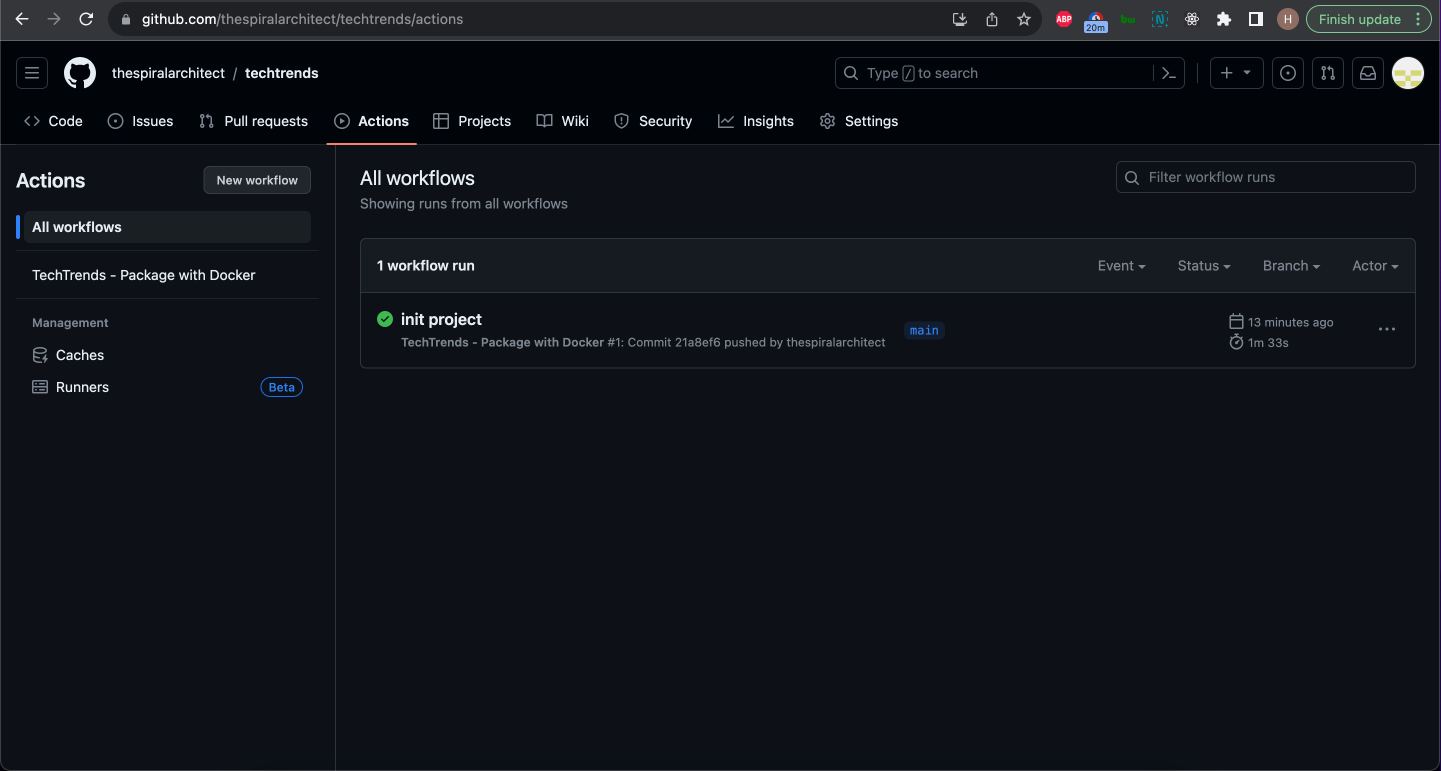 github.com/thespiralarchitect/techtrends/actions
ABP
20m
bw
N
H
Finish update
thespiralarchitect / techtrends
Type / to search
Code
Issues
Pull requests
Actions
Projects
Wiki
Security
Insights
Settings
Actions
New workflow
All workflows
TechTrends - Package with Docker
Management
Caches
Runners
Beta
All workflows
Showing runs from all workflows
Filter workflow runs
1 workflow run
Event
Status
Branch
Actor
init project
TechTrends - Package with Docker #1: Commit 21a8ef6 pushed by thespiralarchitect
main
13 minutes ago
1m 33s